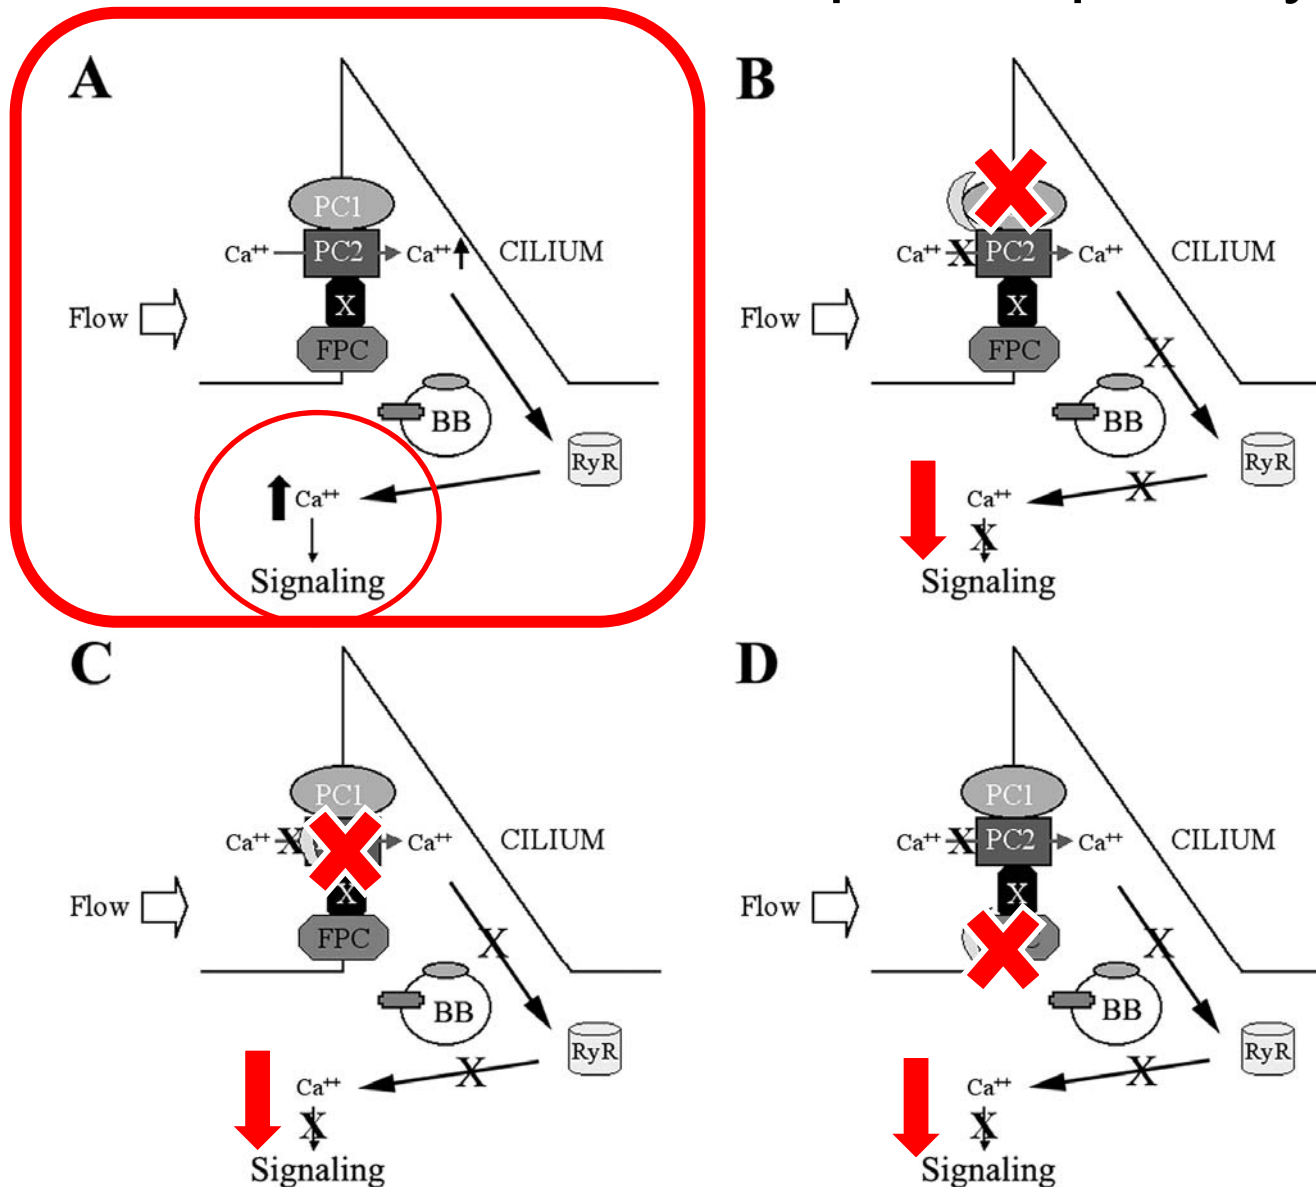 A
PC1
Ca⁺⁺ PC2 Ca⁺⁺ CILIUM
X
Flow
FPC
BB
RyR
Ca⁺⁺
Signaling
B
Ca⁺⁺ X PC2 Ca⁺⁺ CILIUM
X
Flow
FPC
X
BB
RyR
X
Ca⁺⁺
X
Signaling
C
PC1
Ca⁺⁺ X Ca⁺⁺ CILIUM
X
Flow
FPC
X
BB
RyR
X
Ca⁺⁺
X
Signaling
D
PC1
Ca⁺⁺ X PC2 Ca⁺⁺ CILIUM
X
Flow
X
BB
RyR
X
Ca⁺⁺
X
Signaling